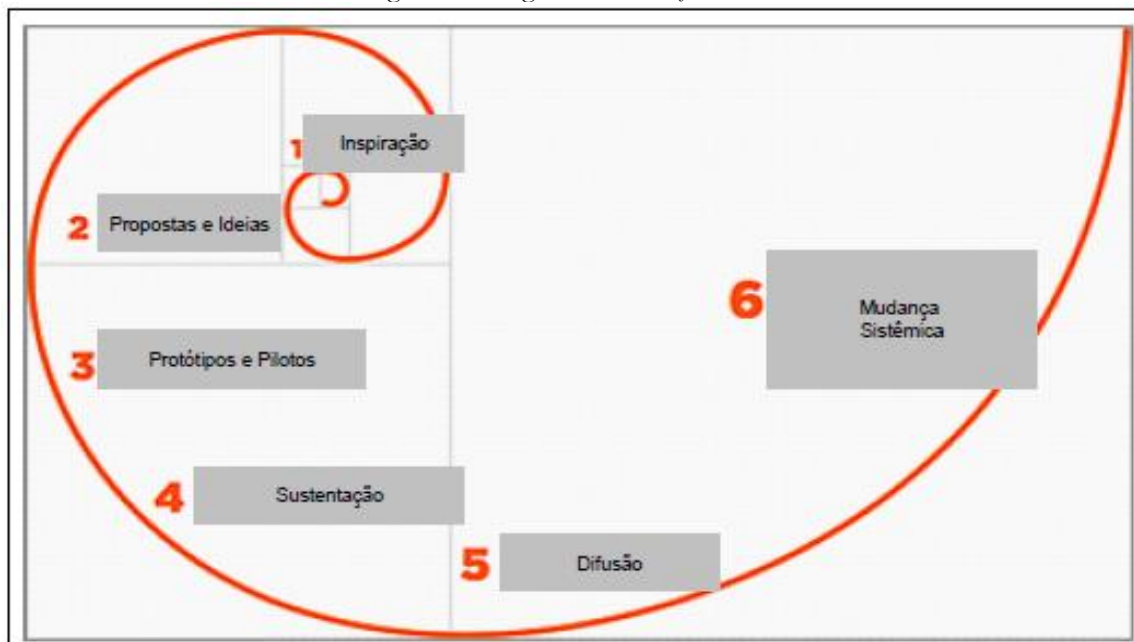 1 Inspiração
2 Propostas e Ideias
3 Protótipos e Pilotos
4 Sustentação
5 Difusão
6 Mudança
Sistêmica